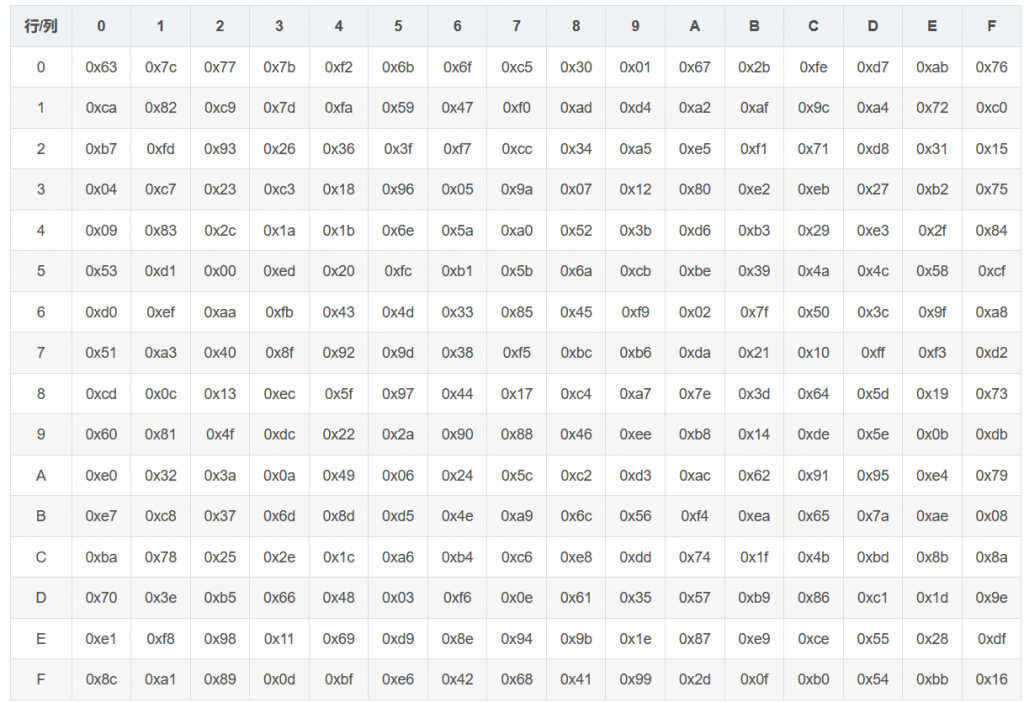 行/列 0 1 2 3 4 5 6 7 8 9 A B C D E F
0 0x63 0x7c 0x77 0x7b 0xf2 0x6b 0x6f 0xc5 0x30 0x01 0x67 0x2b 0xfe 0xd7 0xab 0x76
1 0xca 0x82 0xc9 0x7d 0xfa 0x59 0x47 0xf0 0xad 0xd4 0xa2 0xaf 0x9c 0xa4 0x72 0xc0
2 0xb7 0xfd 0x93 0x26 0x36 0x3f 0xf7 0xcc 0x34 0xa5 0xe5 0xf1 0x71 0xd8 0x31 0x15
3 0x04 0xc7 0x23 0xc3 0x18 0x96 0x05 0x9a 0x07 0x12 0x80 0xe2 0xeb 0x27 0xb2 0x75
4 0x09 0x83 0x2c 0x1a 0x1b 0x6e 0x5a 0xa0 0x52 0x3b 0xd6 0xb3 0x29 0xe3 0x2f 0x84
5 0x53 0xd1 0x00 0xed 0x20 0xfc 0xb1 0x5b 0x6a 0xcb 0xbe 0x39 0x4a 0x4c 0x58 0xcf
6 0xd0 0xef 0xaa 0xfb 0x43 0x4d 0x33 0x85 0x45 0xf9 0x02 0x7f 0x50 0x3c 0x9f 0xa8
7 0x51 0xa3 0x40 0x8f 0x92 0x9d 0x38 0xf5 0xbc 0xb6 0xda 0x21 0x10 0xff 0xf3 0xd2
8 0xcd 0x0c 0x13 0xec 0x5f 0x97 0x44 0x17 0xc4 0xa7 0x7e 0x3d 0x64 0x5d 0x19 0x73
9 0x60 0x81 0x4f 0xdc 0x22 0x2a 0x90 0x88 0x46 0xee 0xb8 0x14 0xde 0x5e 0x0b 0xdb
A 0xe0 0x32 0x3a 0x0a 0x49 0x06 0x24 0x5c 0xc2 0xd3 0xac 0x62 0x91 0x95 0xe4 0x79
B 0xe7 0xc8 0x37 0x6d 0x8d 0xd5 0x4e 0xa9 0x6c 0x56 0xf4 0xea 0x65 0x7a 0xae 0x08
C 0xba 0x78 0x25 0x2e 0x1c 0xa6 0xb4 0xc6 0xe8 0xdd 0x74 0x1f 0x4b 0xbd 0x8b 0x8a
D 0x70 0x3e 0xb5 0x66 0x48 0x03 0xf6 0x0e 0x61 0x35 0x57 0xb9 0x86 0xc1 0x1d 0x9e
E 0xe1 0xf8 0x98 0x11 0x69 0xd9 0x8e 0x94 0x9b 0x1e 0x87 0xe9 0xce 0x55 0x28 0xdf
F 0x8c 0xa1 0x89 0x0d 0xbf 0xe6 0x42 0x68 0x41 0x99 0x2d 0x0f 0xb0 0x54 0xbb 0x16